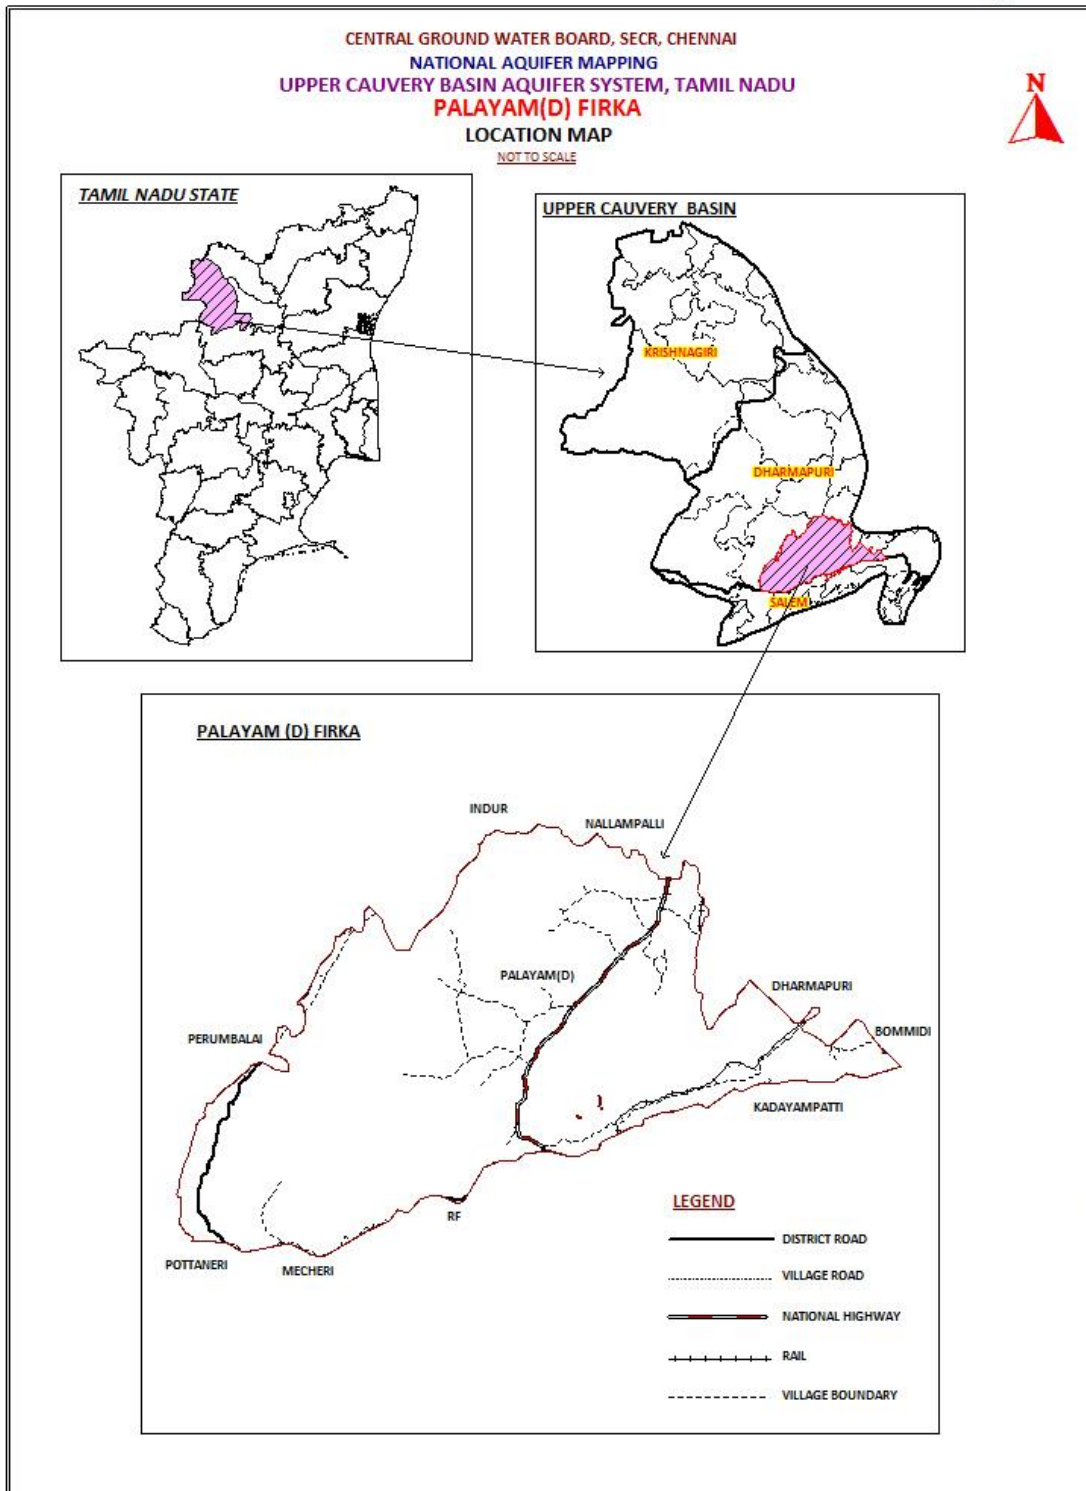 CENTRAL GROUND WATER BOARD, SECR, CHENNAI
NATIONAL AQUIFER MAPPING
UPPER CAUVERY BASIN AQUIFER SYSTEM, TAMIL NADU
PALAYAM(D) FIRKA
LOCATION MAP
NOT TO SCALE
N
TAMIL NADU STATE
UPPER CAUVERY BASIN
KRISHNAGIRI
DHARMAPURI
SALEM
PALAYAM (D) FIRKA
INDUR
NALLAMPALLI
PALAYAM(D)
DHARMAPURI
BOMMIDI
PERUMBALAI
KADAYAMPATTI
RF
POTTANERI
MECHERI
LEGEND
DISTRICT ROAD
VILLAGE ROAD
NATIONAL HIGHWAY
RAIL
VILLAGE BOUNDARY